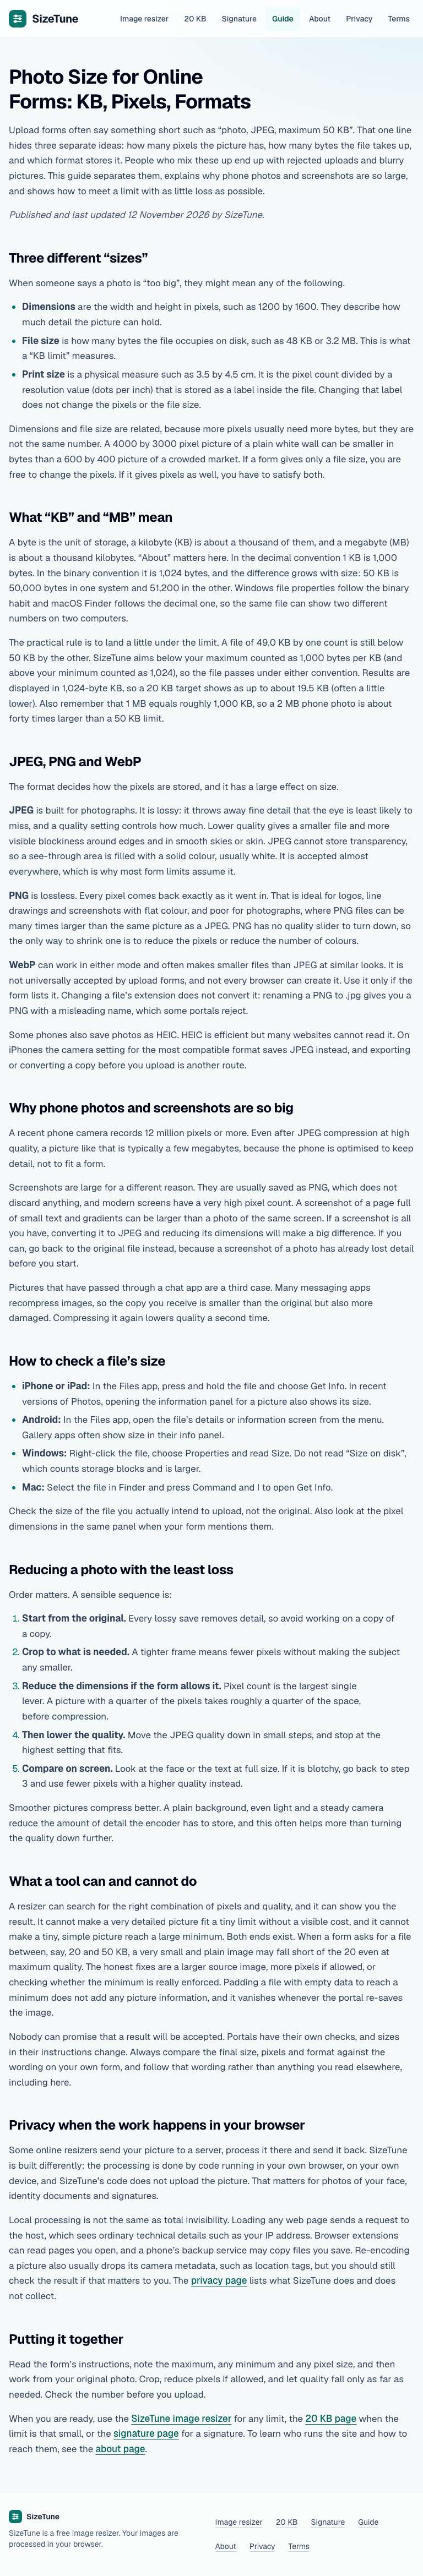 SizeTune
Image resizer 20 KB Signature Guide About Privacy Terms
Photo Size for Online
Forms: KB, Pixels, Formats
Upload forms often say something short such as “photo, JPEG, maximum 50 KB”. That one line
hides three separate ideas: how many pixels the picture has, how many bytes the file takes up,
and which format stores it. People who mix these up end up with rejected uploads and blurry
pictures. This guide separates them, explains why phone photos and screenshots are so large,
and shows how to meet a limit with as little loss as possible.
Published and last updated 12 November 2026 by SizeTune.
Three different “sizes”
When someone says a photo is “too big”, they might mean any of the following.
• Dimensions are the width and height in pixels, such as 1200 by 1600. They describe how
much detail the picture can hold.
• File size is how many bytes the file occupies on disk, such as 48 KB or 3.2 MB. This is what
a “KB limit” measures.
• Print size is a physical measure such as 3.5 by 4.5 cm. It is the pixel count divided by a
resolution value (dots per inch) that is stored as a label inside the file. Changing that label
does not change the pixels or the file size.
Dimensions and file size are related, because more pixels usually need more bytes, but they are
not the same number. A 4000 by 3000 pixel picture of a plain white wall can be smaller in
bytes than a 600 by 400 picture of a crowded market. If a form gives only a file size, you are
free to change the pixels. If it gives pixels as well, you have to satisfy both.
What “KB” and “MB” mean
A byte is the unit of storage, a kilobyte (KB) is about a thousand of them, and a megabyte (MB)
is about a thousand kilobytes. “About” matters here. In the decimal convention 1 KB is 1,000
bytes. In the binary convention it is 1,024 bytes, and the difference grows with size: 50 KB is
50,000 bytes in one system and 51,200 in the other. Windows file properties follow the binary
habit and macOS Finder follows the decimal one, so the same file can show two different
numbers on two computers.
The practical rule is to land a little under the limit. A file of 49.0 KB by one count is still below
50 KB by the other. SizeTune aims below your maximum counted as 1,000 bytes per KB (and
above your minimum counted as 1,024), so the file passes under either convention. Results are
displayed in 1,024-byte KB, so a 20 KB target shows as up to about 19.5 KB (often a little
lower). Also remember that 1 MB equals roughly 1,000 KB, so a 2 MB phone photo is about
forty times larger than a 50 KB limit.
JPEG, PNG and WebP
The format decides how the pixels are stored, and it has a large effect on size.
JPEG is built for photographs. It is lossy: it throws away fine detail that the eye is least likely to
miss, and a quality setting controls how much. Lower quality gives a smaller file and more
visible blockiness around edges and in smooth skies or skin. JPEG cannot store transparency,
so a see-through area is filled with a solid colour, usually white. It is accepted almost
everywhere, which is why most form limits assume it.
PNG is lossless. Every pixel comes back exactly as it went in. That is ideal for logos, line
drawings and screenshots with flat colour, and poor for photographs, where PNG files can be
many times larger than the same picture as a JPEG. PNG has no quality slider to turn down, so
the only way to shrink one is to reduce the pixels or reduce the number of colours.
WebP can work in either mode and often makes smaller files than JPEG at similar looks. It is
not universally accepted by upload forms, and not every browser can create it. Use it only if the
form lists it. Changing a file’s extension does not convert it: renaming a PNG to .jpg gives you a
PNG with a misleading name, which some portals reject.
Some phones also save photos as HEIC. HEIC is efficient but many websites cannot read it. On
iPhones the camera setting for the most compatible format saves JPEG instead, and exporting
or converting a copy before you upload is another route.
Why phone photos and screenshots are so big
A recent phone camera records 12 million pixels or more. Even after JPEG compression at high
quality, a picture like that is typically a few megabytes, because the phone is optimised to keep
detail, not to fit a form.
Screenshots are large for a different reason. They are usually saved as PNG, which does not
discard anything, and modern screens have a very high pixel count. A screenshot of a page full
of small text and gradients can be larger than a photo of the same screen. If a screenshot is all
you have, converting it to JPEG and reducing its dimensions will make a big difference. If you
can, go back to the original file instead, because a screenshot of a photo has already lost detail
before you start.
Pictures that have passed through a chat app are a third case. Many messaging apps
recompress images, so the copy you receive is smaller than the original but also more
damaged. Compressing it again lowers quality a second time.
How to check a file’s size
• iPhone or iPad: In the Files app, press and hold the file and choose Get Info. In recent
versions of Photos, opening the information panel for a picture also shows its size.
• Android: In the Files app, open the file’s details or information screen from the menu.
Gallery apps often show size in their info panel.
• Windows: Right-click the file, choose Properties and read Size. Do not read “Size on disk”,
which counts storage blocks and is larger.
• Mac: Select the file in Finder and press Command and I to open Get Info.
Check the size of the file you actually intend to upload, not the original. Also look at the pixel
dimensions in the same panel when your form mentions them.
Reducing a photo with the least loss
Order matters. A sensible sequence is:
1. Start from the original. Every lossy save removes detail, so avoid working on a copy of
a copy.
2. Crop to what is needed. A tighter frame means fewer pixels without making the subject
any smaller.
3. Reduce the dimensions if the form allows it. Pixel count is the largest single
lever. A picture with a quarter of the pixels takes roughly a quarter of the space,
before compression.
4. Then lower the quality. Move the JPEG quality down in small steps, and stop at the
highest setting that fits.
5. Compare on screen. Look at the face or the text at full size. If it is blotchy, go back to step
3 and use fewer pixels with a higher quality instead.
Smoother pictures compress better. A plain background, even light and a steady camera
reduce the amount of detail the encoder has to store, and this often helps more than turning
the quality down further.
What a tool can and cannot do
A resizer can search for the right combination of pixels and quality, and it can show you the
result. It cannot make a very detailed picture fit a tiny limit without a visible cost, and it cannot
make a tiny, simple picture reach a large minimum. Both ends exist. When a form asks for a file
between, say, 20 and 50 KB, a very small and plain image may fall short of the 20 even at
maximum quality. The honest fixes are a larger source image, more pixels if allowed, or
checking whether the minimum is really enforced. Padding a file with empty data to reach a
minimum does not add any picture information, and it vanishes whenever the portal re-saves
the image.
Nobody can promise that a result will be accepted. Portals have their own checks, and sizes
in their instructions change. Always compare the final size, pixels and format against the
wording on your own form, and follow that wording rather than anything you read elsewhere,
including here.
Privacy when the work happens in your browser
Some online resizers send your picture to a server, process it there and send it back. SizeTune
is built differently: the processing is done by code running in your own browser, on your own
device, and SizeTune’s code does not upload the picture. That matters for photos of your face,
identity documents and signatures.
Local processing is not the same as total invisibility. Loading any web page sends a request to
the host, which sees ordinary technical details such as your IP address. Browser extensions
can read pages you open, and a phone’s backup service may copy files you save. Re-encoding
a picture also usually drops its camera metadata, such as location tags, but you should still
check the result if that matters to you. The privacy page lists what SizeTune does and does
not collect.
Putting it together
Read the form’s instructions, note the maximum, any minimum and any pixel size, and then
work from your original photo. Crop, reduce pixels if allowed, and let quality fall only as far as
needed. Check the number before you upload.
When you are ready, use the SizeTune image resizer for any limit, the 20 KB page when the
limit is that small, or the signature page for a signature. To learn who runs the site and how to
reach them, see the about page.
SizeTune
SizeTune is a free image resizer. Your images are
processed in your browser.
Image resizer 20 KB Signature Guide
About Privacy Terms